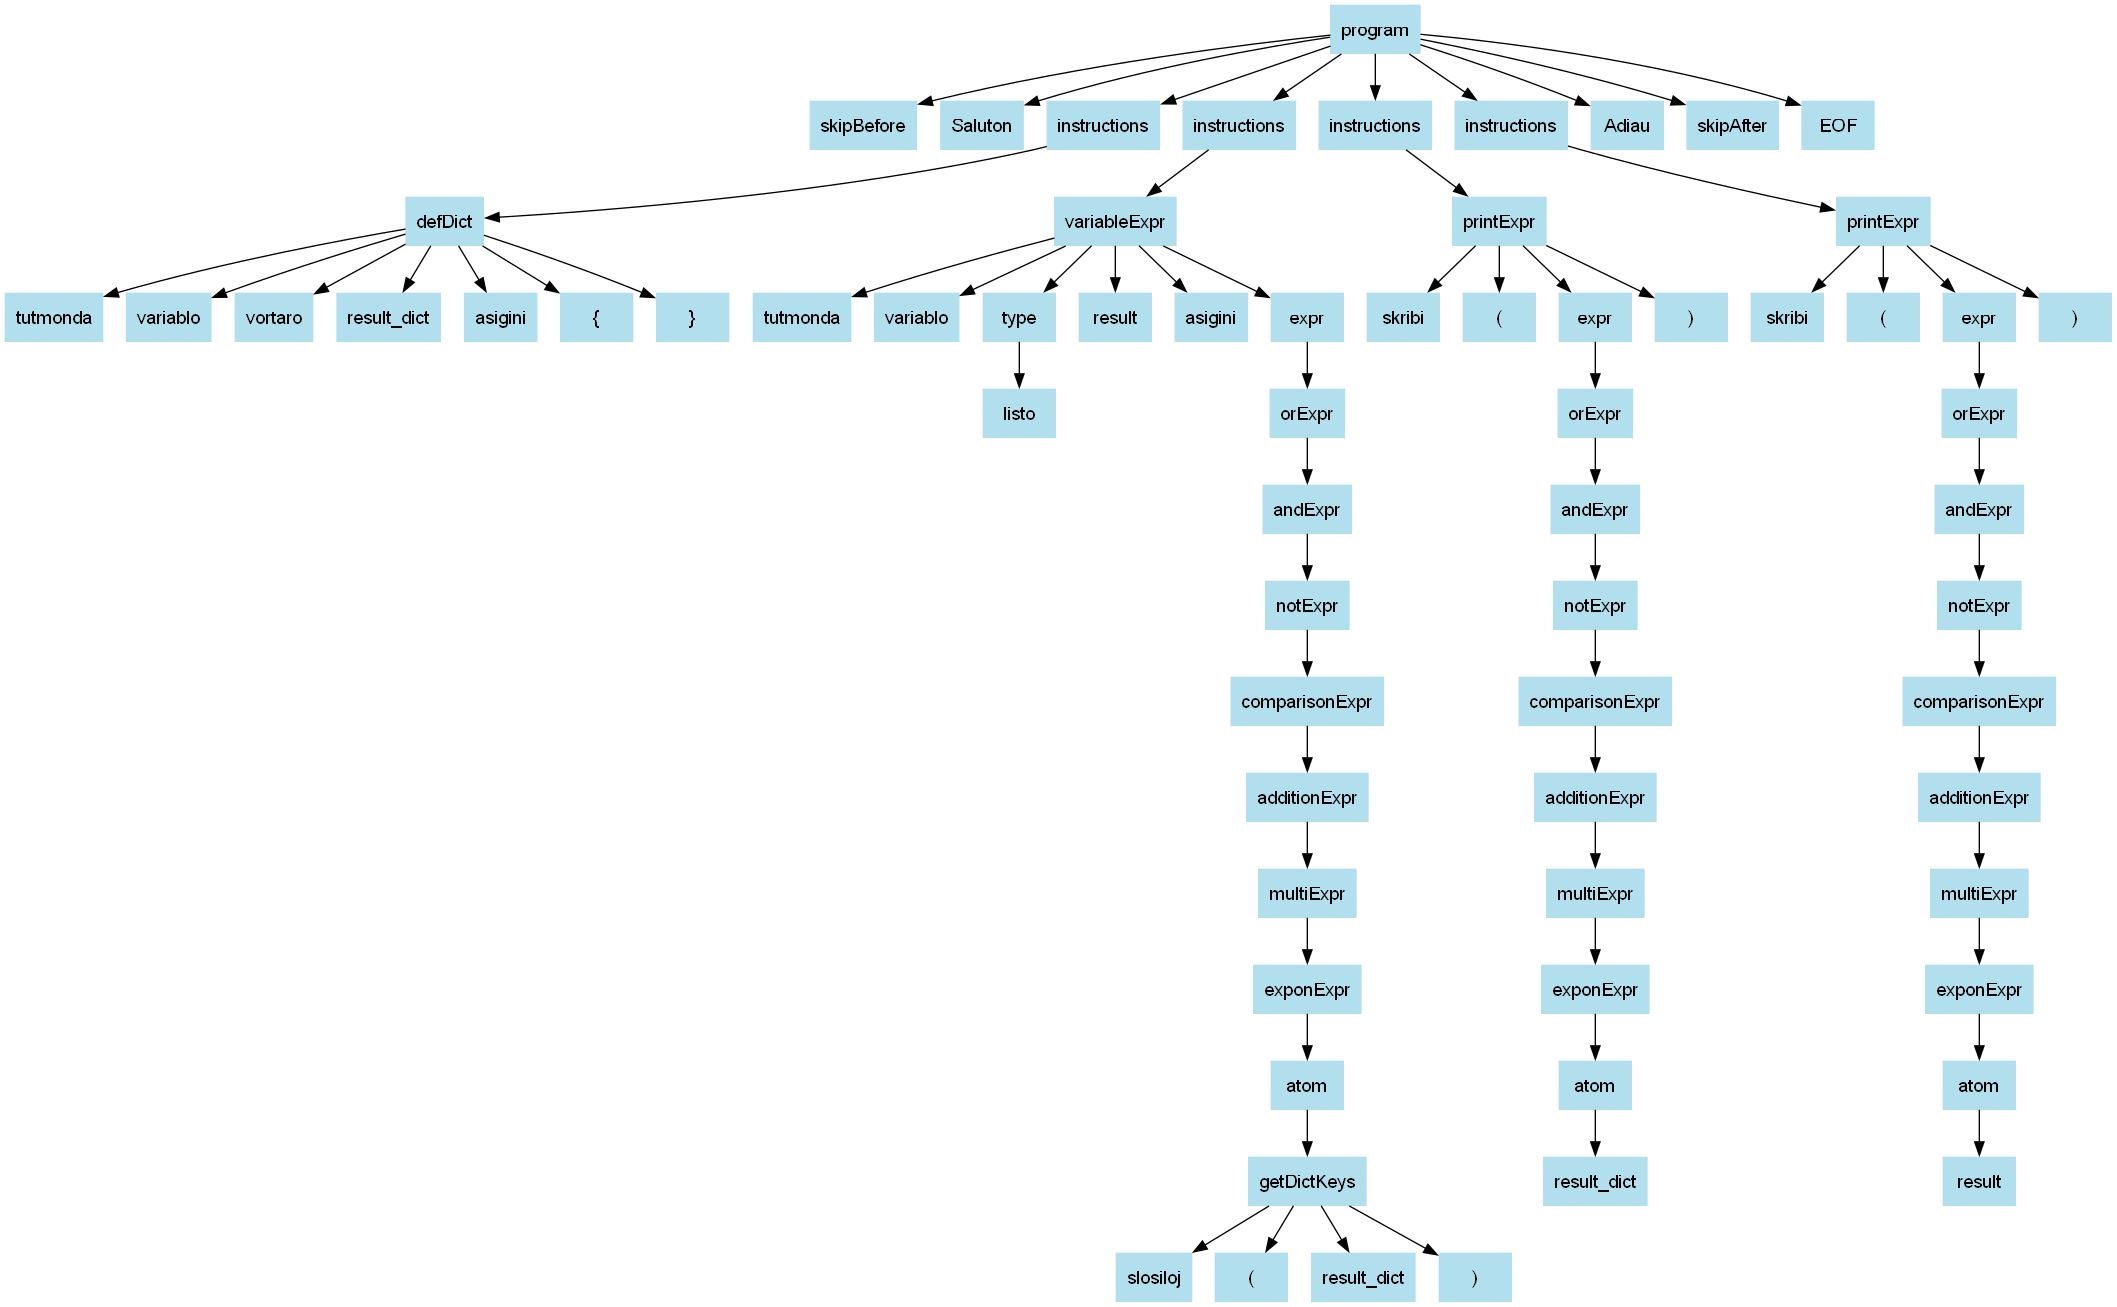 program
skipBefore Saluton instructions instructions instructions instructions Adiau skipAfter EOF
defDict variableExpr printExpr printExpr
tutmonda variablo vortaro result_dict asigini { } tutmonda variablo type result asigini expr skribi ( expr ) skribi ( expr )
listo orExpr orExpr orExpr
andExpr andExpr andExpr
notExpr notExpr notExpr
comparisonExpr comparisonExpr comparisonExpr
additionExpr additionExpr additionExpr
multiExpr multiExpr multiExpr
exponExpr exponExpr exponExpr
atom atom atom
getDictKeys result_dict result
slosiloj ( result_dict )